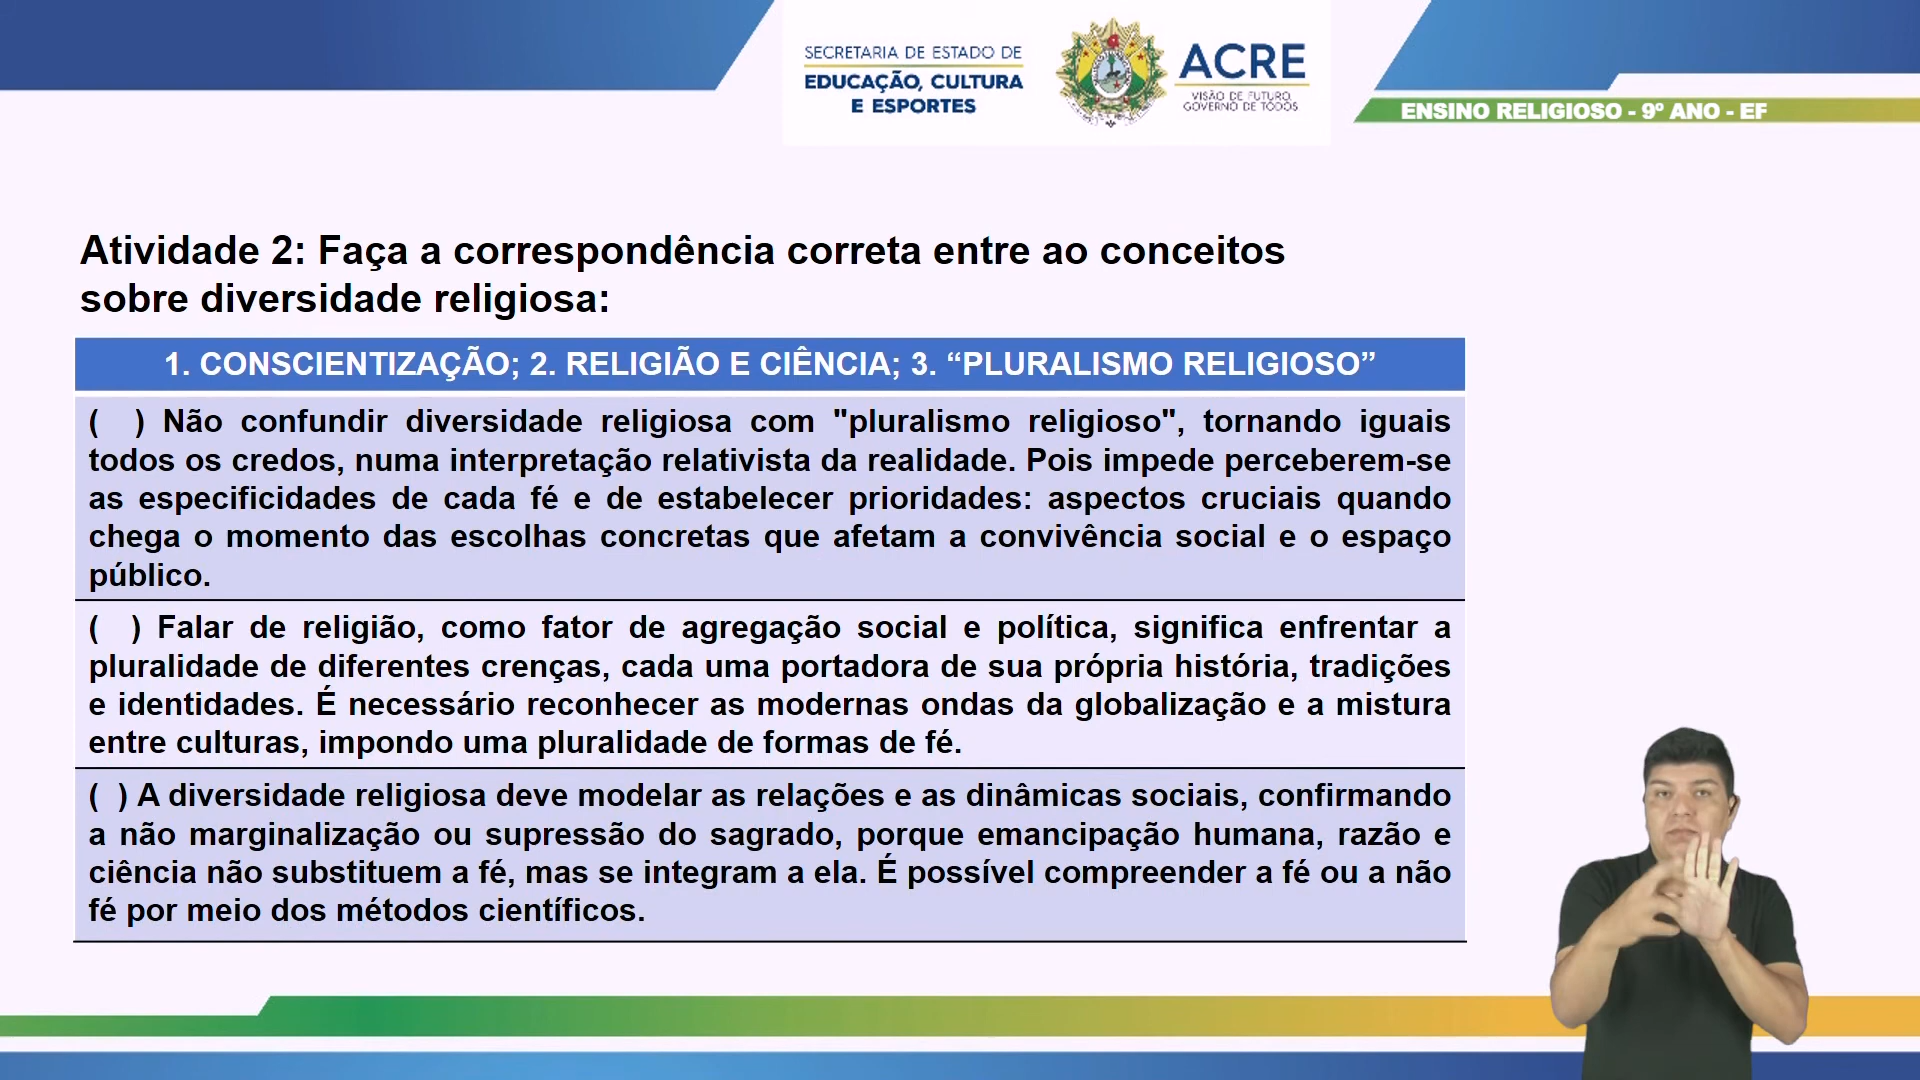 SECRETARIA DE ESTADO DE
EDUCAÇÃO, CULTURA
E ESPORTES
ACRE
VISÃO DE FUTURO,
GOVERNO DE TODOS
ENSINO RELIGIOSO - 9º ANO - EF
Atividade 2: Faça a correspondência correta entre ao conceitos
sobre diversidade religiosa:
1. CONSCIENTIZAÇÃO; 2. RELIGIÃO E CIÊNCIA; 3. “PLURALISMO RELIGIOSO”
( ) Não confundir diversidade religiosa com "pluralismo religioso", tornando iguais
todos os credos, numa interpretação relativista da realidade. Pois impede perceberem-se
as especificidades de cada fé e de estabelecer prioridades: aspectos cruciais quando
chega o momento das escolhas concretas que afetam a convivência social e o espaço
público.
( ) Falar de religião, como fator de agregação social e política, significa enfrentar a
pluralidade de diferentes crenças, cada uma portadora de sua própria história, tradições
e identidades. É necessário reconhecer as modernas ondas da globalização e a mistura
entre culturas, impondo uma pluralidade de formas de fé.
( ) A diversidade religiosa deve modelar as relações e as dinâmicas sociais, confirmando
a não marginalização ou supressão do sagrado, porque emancipação humana, razão e
ciência não substituem a fé, mas se integram a ela. É possível compreender a fé ou a não
fé por meio dos métodos científicos.